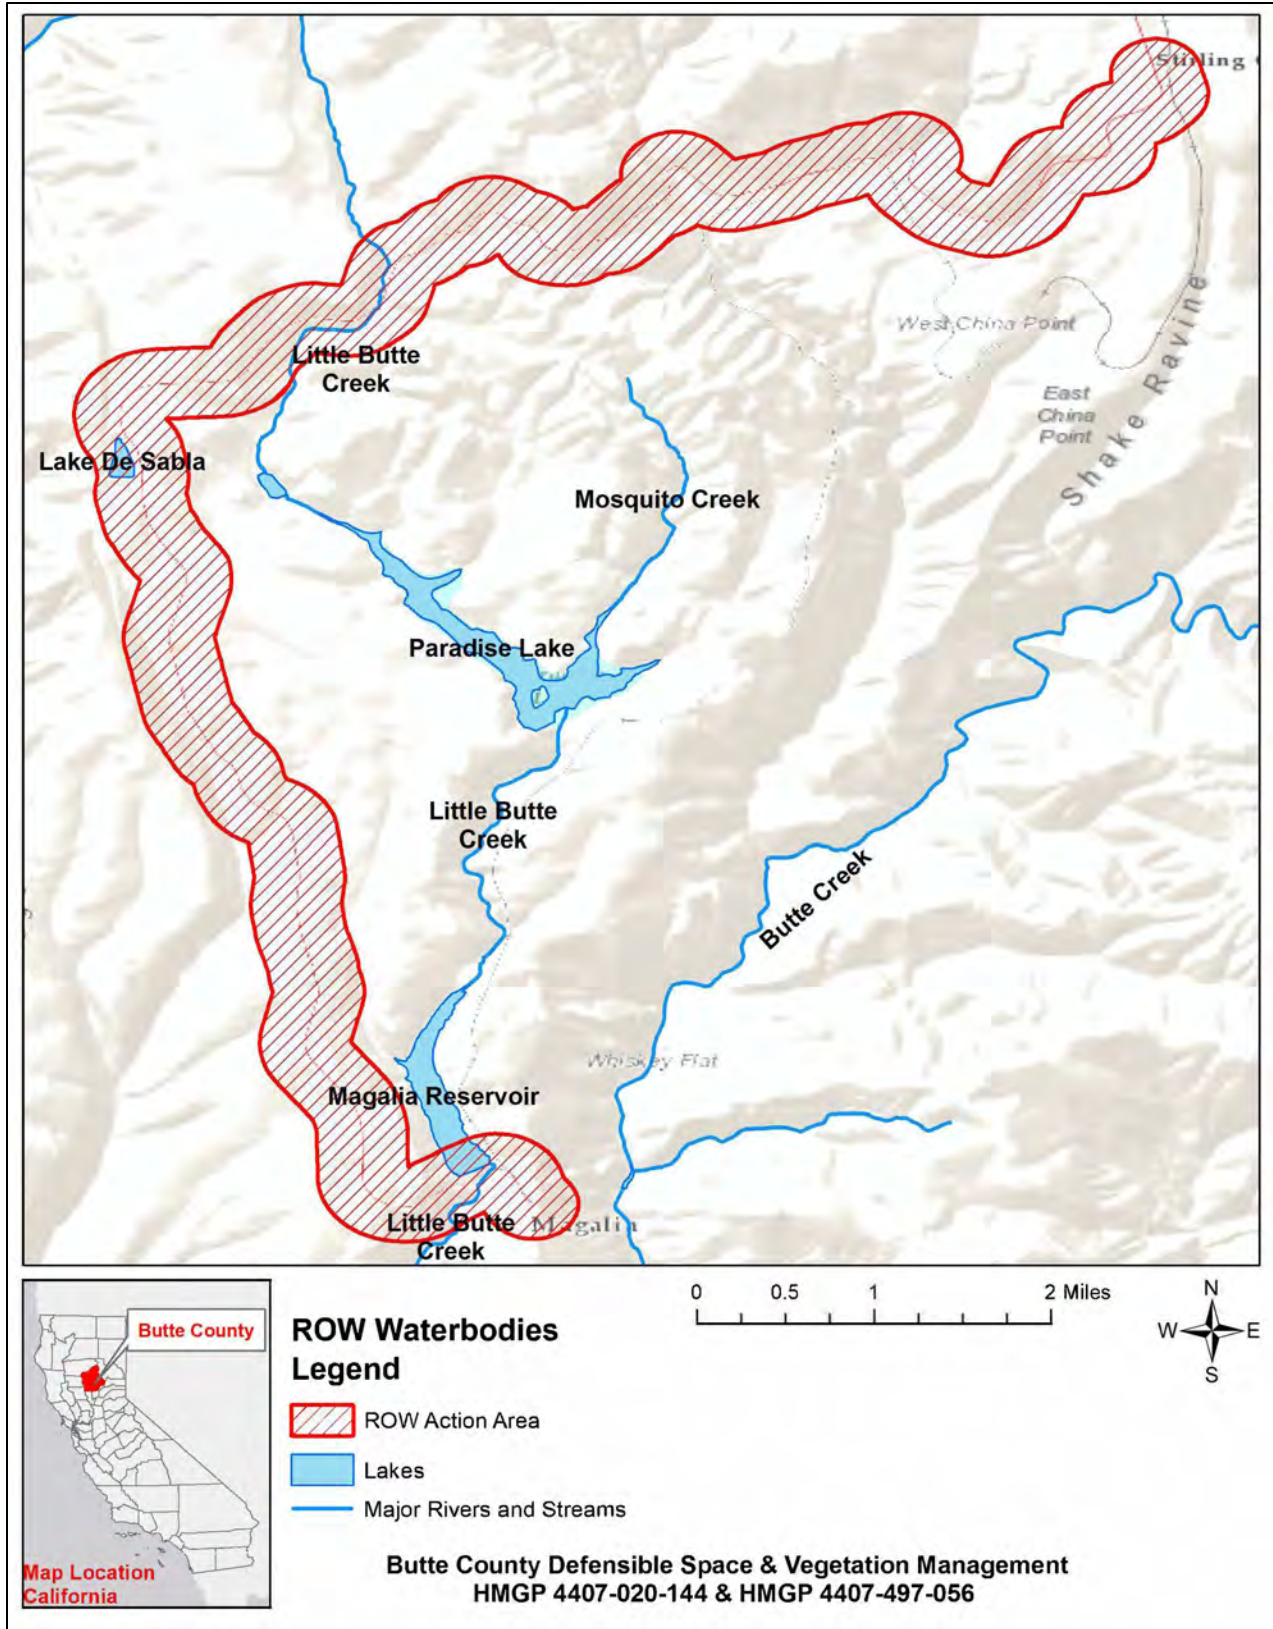 Stirling
West China Point
Little Butte
Creek
East
China
Point
Shake Ravine
Lake De Sabla
Mosquito Creek
Paradise Lake
Little Butte
Creek
Butte Creek
Whiskey Flat
Magalia Reservoir
Little Butte
Creek
Magalia
0 0.5 1 2 Miles
N
W E
S
Butte County
Map Location
California
ROW Waterbodies
Legend
ROW Action Area
Lakes
Major Rivers and Streams
Butte County Defensible Space & Vegetation Management
HMGP 4407-020-144 & HMGP 4407-497-056